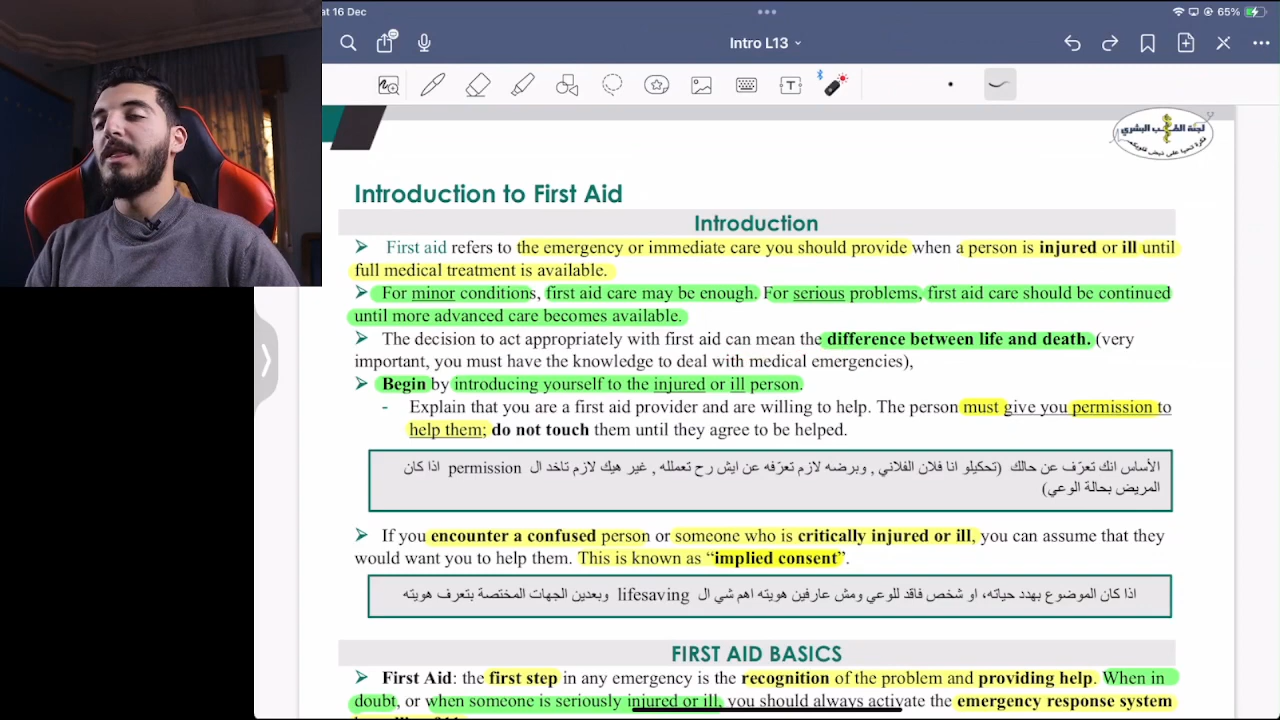 at 16 Dec
65%
Intro L13
لجنة الطب البشري
Introduction to First Aid
Introduction
➢ First aid refers to the emergency or immediate care you should provide when a person is injured or ill until
full medical treatment is available.
➢ For minor conditions, first aid care may be enough. For serious problems, first aid care should be continued
until more advanced care becomes available.
➢ The decision to act appropriately with first aid can mean the difference between life and death. (very
important, you must have the knowledge to deal with medical emergencies),
➢ Begin by introducing yourself to the injured or ill person.
- Explain that you are a first aid provider and are willing to help. The person must give you permission to
help them; do not touch them until they agree to be helped.
الأساس انك تعرّف عن حالك (تحكيلو انا فلان الفلاني , وبرضه لازم تعرّفه عن ايش رح تعمله , غير هيك لازم تاخد ال permission اذا كان
المريض بحالة الوعي)
➢ If you encounter a confused person or someone who is critically injured or ill, you can assume that they
would want you to help them. This is known as “implied consent”.
اذا كان الموضوع بهدد حياته، او شخص فاقد للوعي ومش عارفين هويته اهم شي ال lifesaving وبعدين الجهات المختصة بتعرف هويته
FIRST AID BASICS
➢ First Aid: the first step in any emergency is the recognition of the problem and providing help. When in
doubt, or when someone is seriously injured or ill, you should always activate the emergency response system